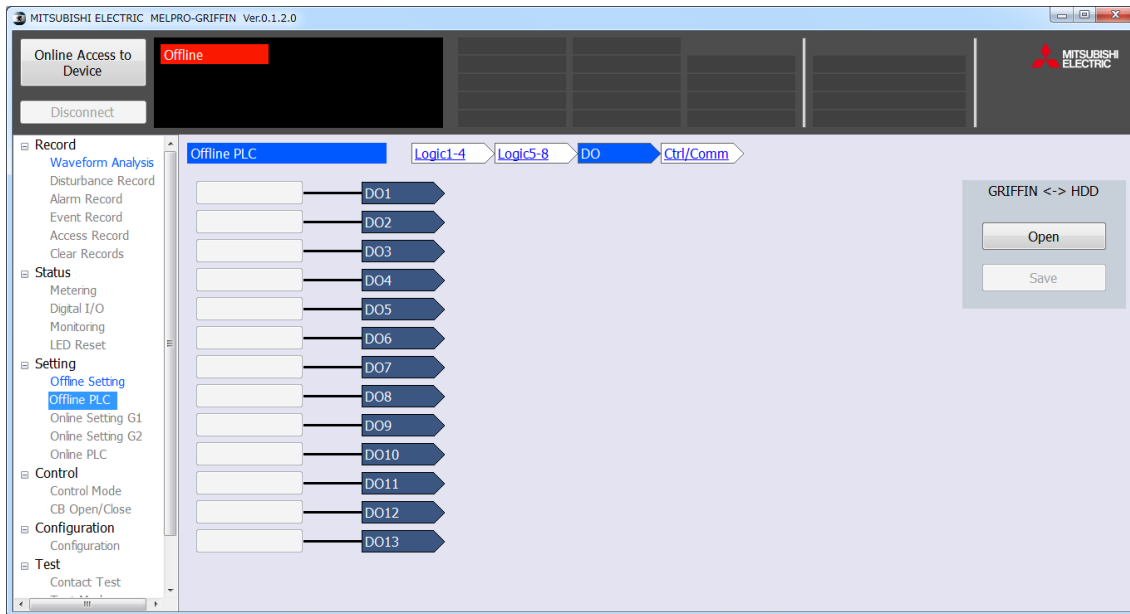 MITSUBISHI ELECTRIC MELPRO-GRIFFIN Ver.0.1.2.0
Online Access to
Device
Disconnect
Offline
MITSUBISHI
ELECTRIC
Record
Waveform Analysis
Disturbance Record
Alarm Record
Event Record
Access Record
Clear Records
Status
Metering
Digital I/O
Monitoring
LED Reset
Setting
Offline Setting
Offline PLC
Online Setting G1
Online Setting G2
Online PLC
Control
Control Mode
CB Open/Close
Configuration
Configuration
Test
Contact Test
Offline PLC
Logic1-4
Logic5-8
DO
Ctrl/Comm
DO1
DO2
DO3
DO4
DO5
DO6
DO7
DO8
DO9
DO10
DO11
DO12
DO13
GRIFFIN <-> HDD
Open
Save